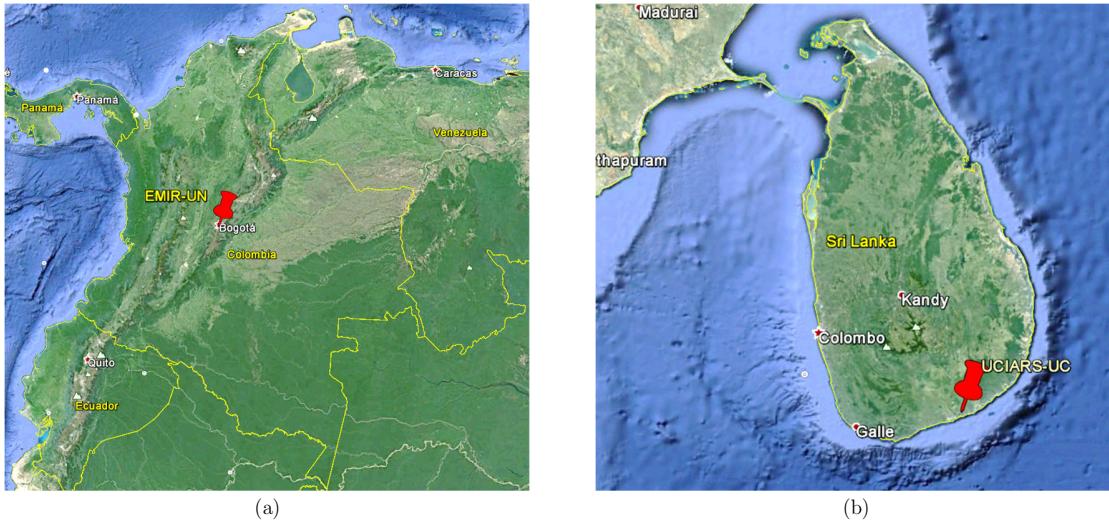 Caracas
Panamá
Panamá
Venezuela
EMIR-UN
Bogotá
Colombia
Quito
Ecuador
(a)
Madurai
thapuram
Sri Lanka
Kandy
Colombo
UCIARS-UC
Galle
(b)